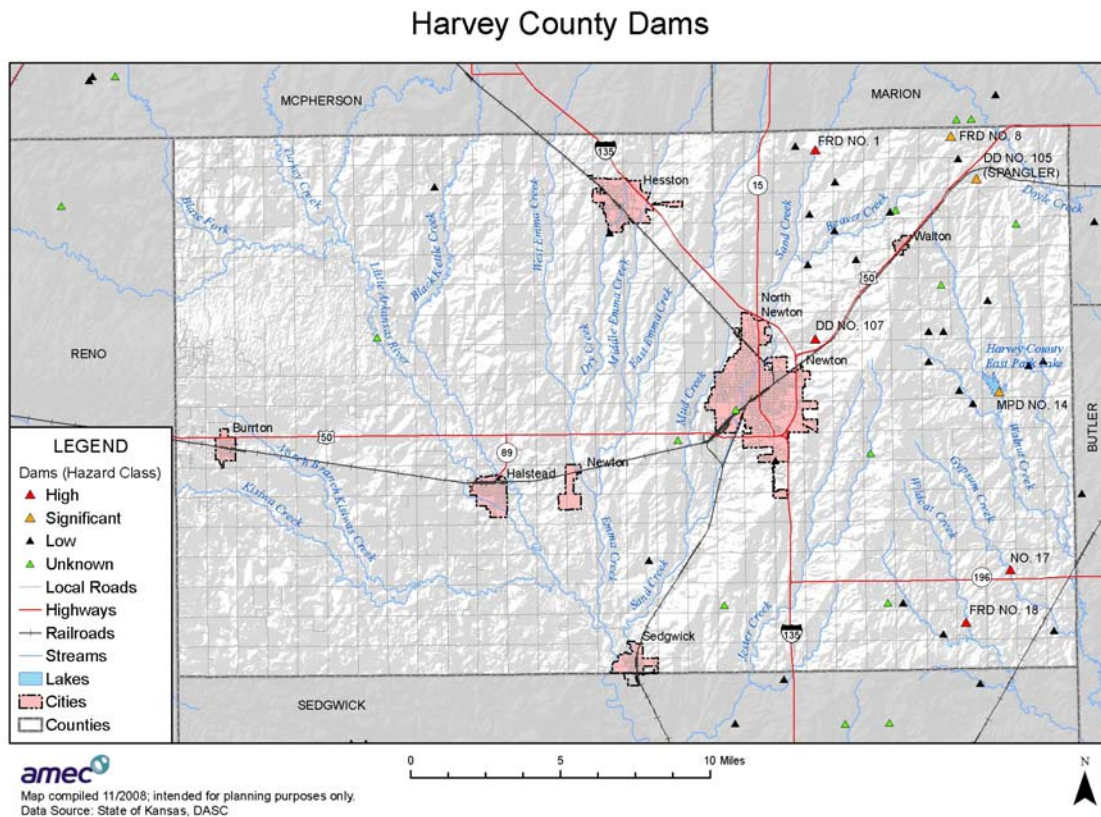 Harvey County Dams
MCPHERSON
MARION
FRD NO. 1
FRD NO. 8
135
DD NO. 105
(SPANGLER)
Hesston
15
Turkey Creek
Blaze Fork
Doyle Creek
Beaver Creek
Sand Creek
Walton
West Emma Creek
Black Kettle Creek
Little Arkansas River
50
North
Newton
DD NO. 107
Middle Emma Creek
East Emma Creek
Dry Creek
RENO
Newton
Harvey County
East Park Lake
Mud Creek
MPD NO. 14
BUTLER
Burrton
50
89
Walnut Creek
Halstead
Newton
Gypsum Creek
Kisiwa Creek
Wildcat Creek
Emma Creek
NO. 17
196
Sand Creek
FRD NO. 18
Sedgwick
Jester Creek
135
SEDGWICK
LEGEND
Dams (Hazard Class)
High
Significant
Low
Unknown
Local Roads
Highways
Railroads
Streams
Lakes
Cities
Counties
amec
0 5 10 Miles
N
Map compiled 11/2008; intended for planning purposes only.
Data Source: State of Kansas, DASC